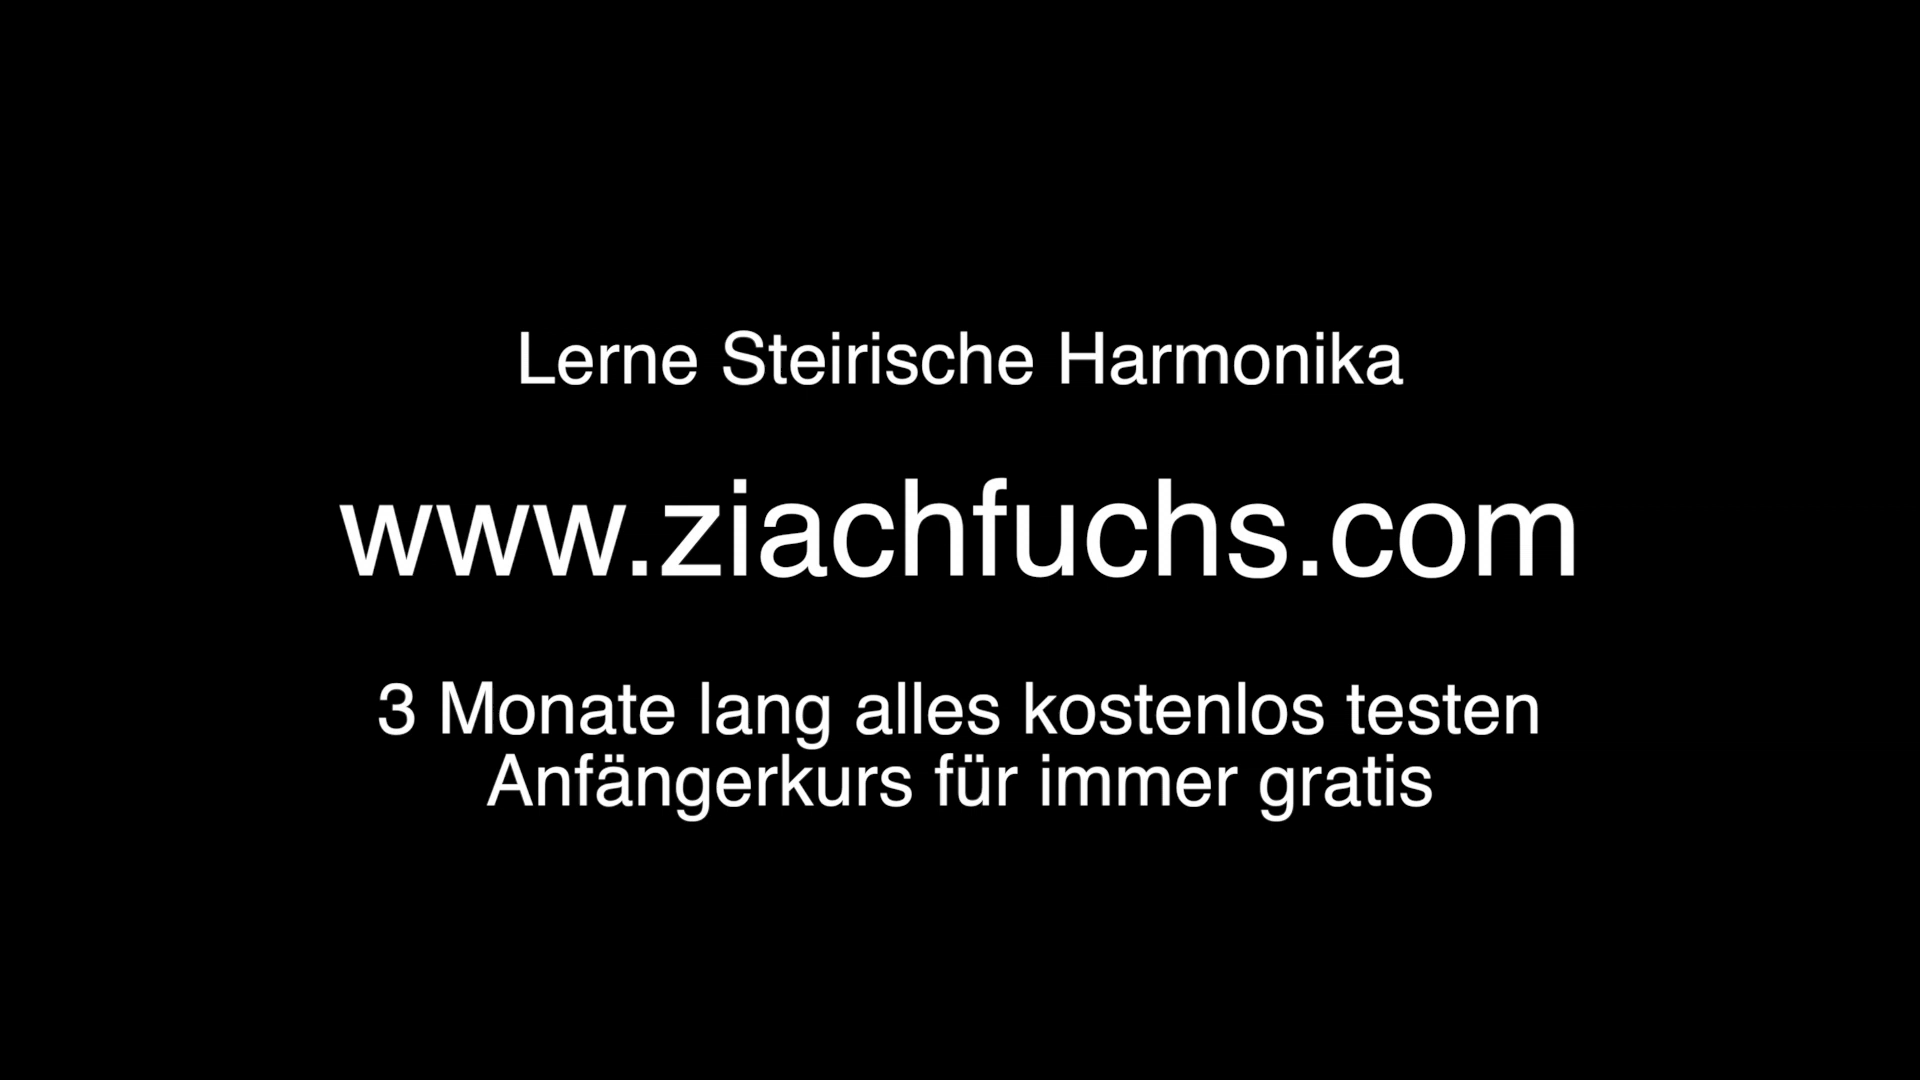 Lerne Steirische Harmonika
www.ziachfuchs.com
3 Monate lang alles kostenlos testen
Anfängerkurs für immer gratis